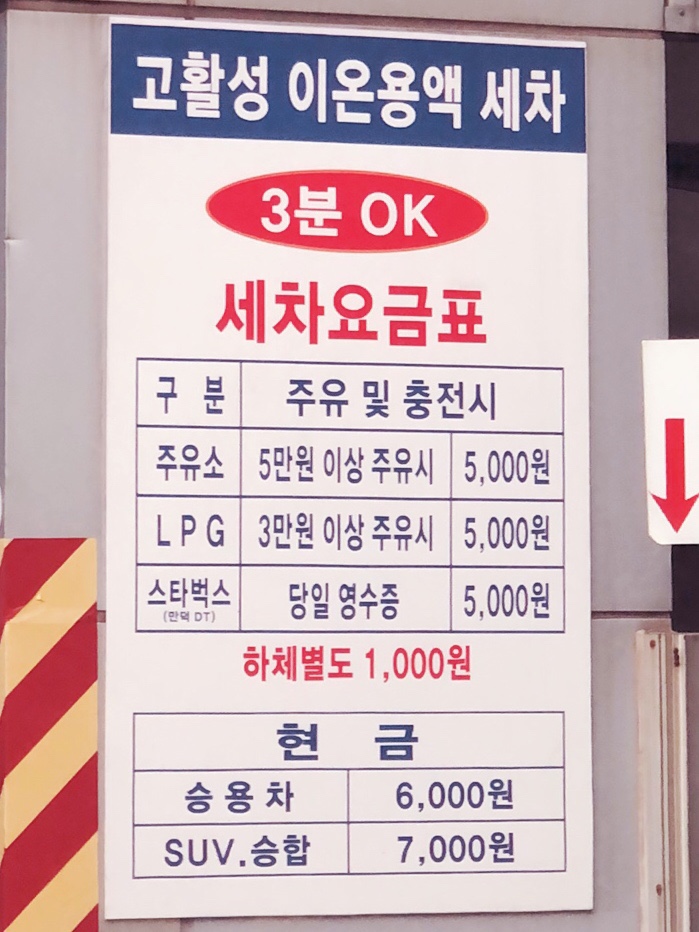 고활성 이온용액 세차
3분 OK
세차요금표
구 분 주유 및 충전시
주유소 5만원 이상 주유시 5,000원
LPG 3만원 이상 주유시 5,000원
스타벅스 당일 영수증 5,000원
(만덕 DT)
하체별도 1,000원
현 금
승용차 6,000원
SUV.승합 7,000원